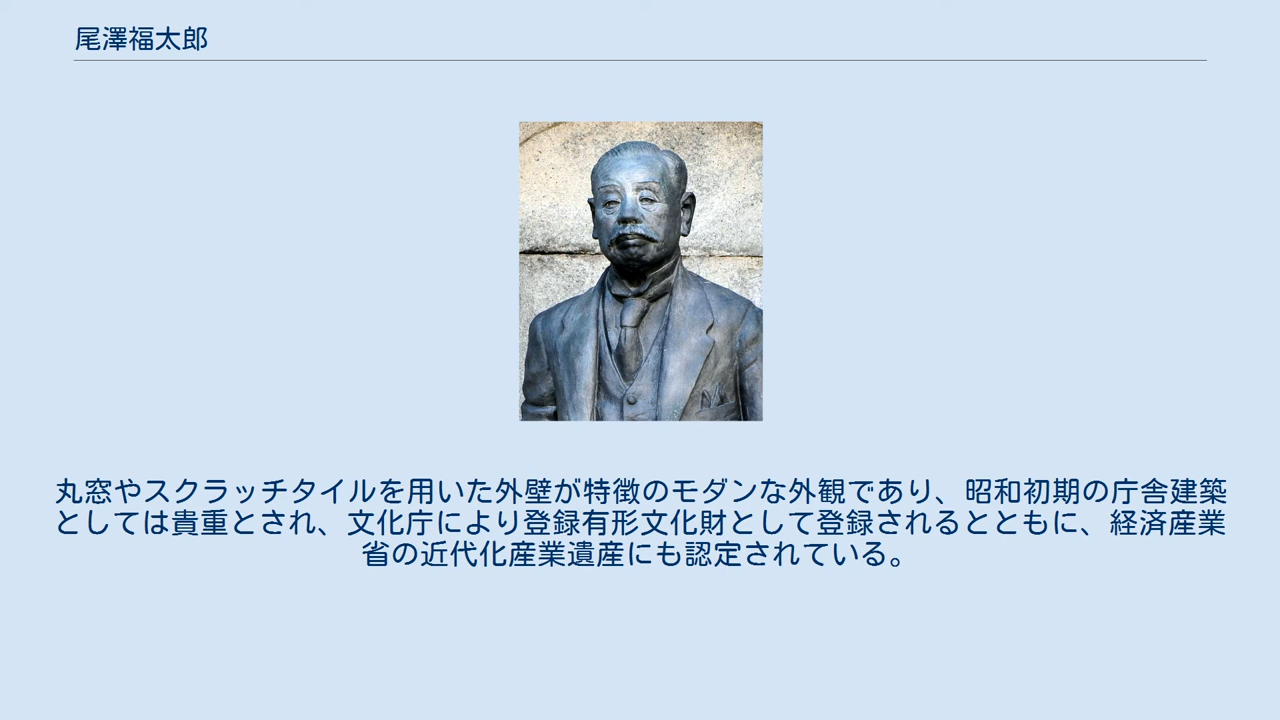 尾澤福太郎
丸窓やスクラッチタイルを用いた外壁が特徴のモダンな外観であり、昭和初期の庁舎建築
としては貴重とされ、文化庁により登録有形文化財として登録されるとともに、経済産業
省の近代化産業遺産にも認定されている。